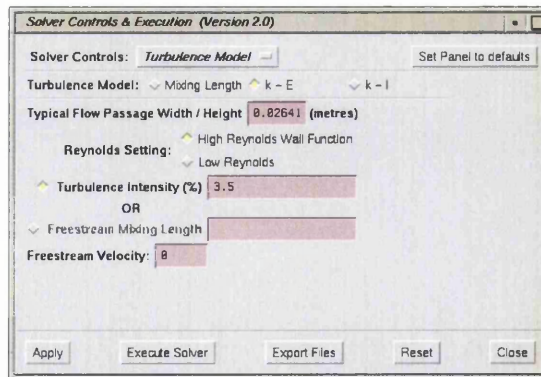 Solver Controls & Execution (Version 2.0)
Solver Controls: Turbulence Model Set Panel to defaults
Turbulence Model: Mixing Length k - E k - l
Typical Flow Passage Width / Height 0.02641 (metres)
High Reynolds Wall Function
Reynolds Setting:
Low Reynolds
Turbulence Intensity (%) 3.5
OR
Freestream Mixing Length
Freestream Velocity: 0
Apply Execute Solver Export Files Reset Close